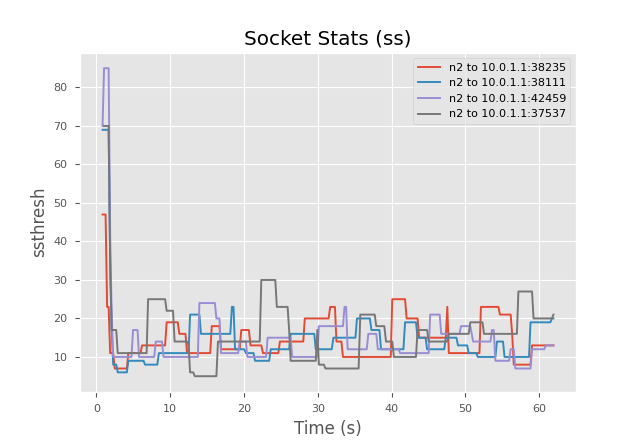 Socket Stats (ss)
n2 to 10.0.1.1:38235
n2 to 10.0.1.1:38111
n2 to 10.0.1.1:42459
n2 to 10.0.1.1:37537
ssthresh
80
70
60
50
40
30
20
10
0 10 20 30 40 50 60
Time (s)